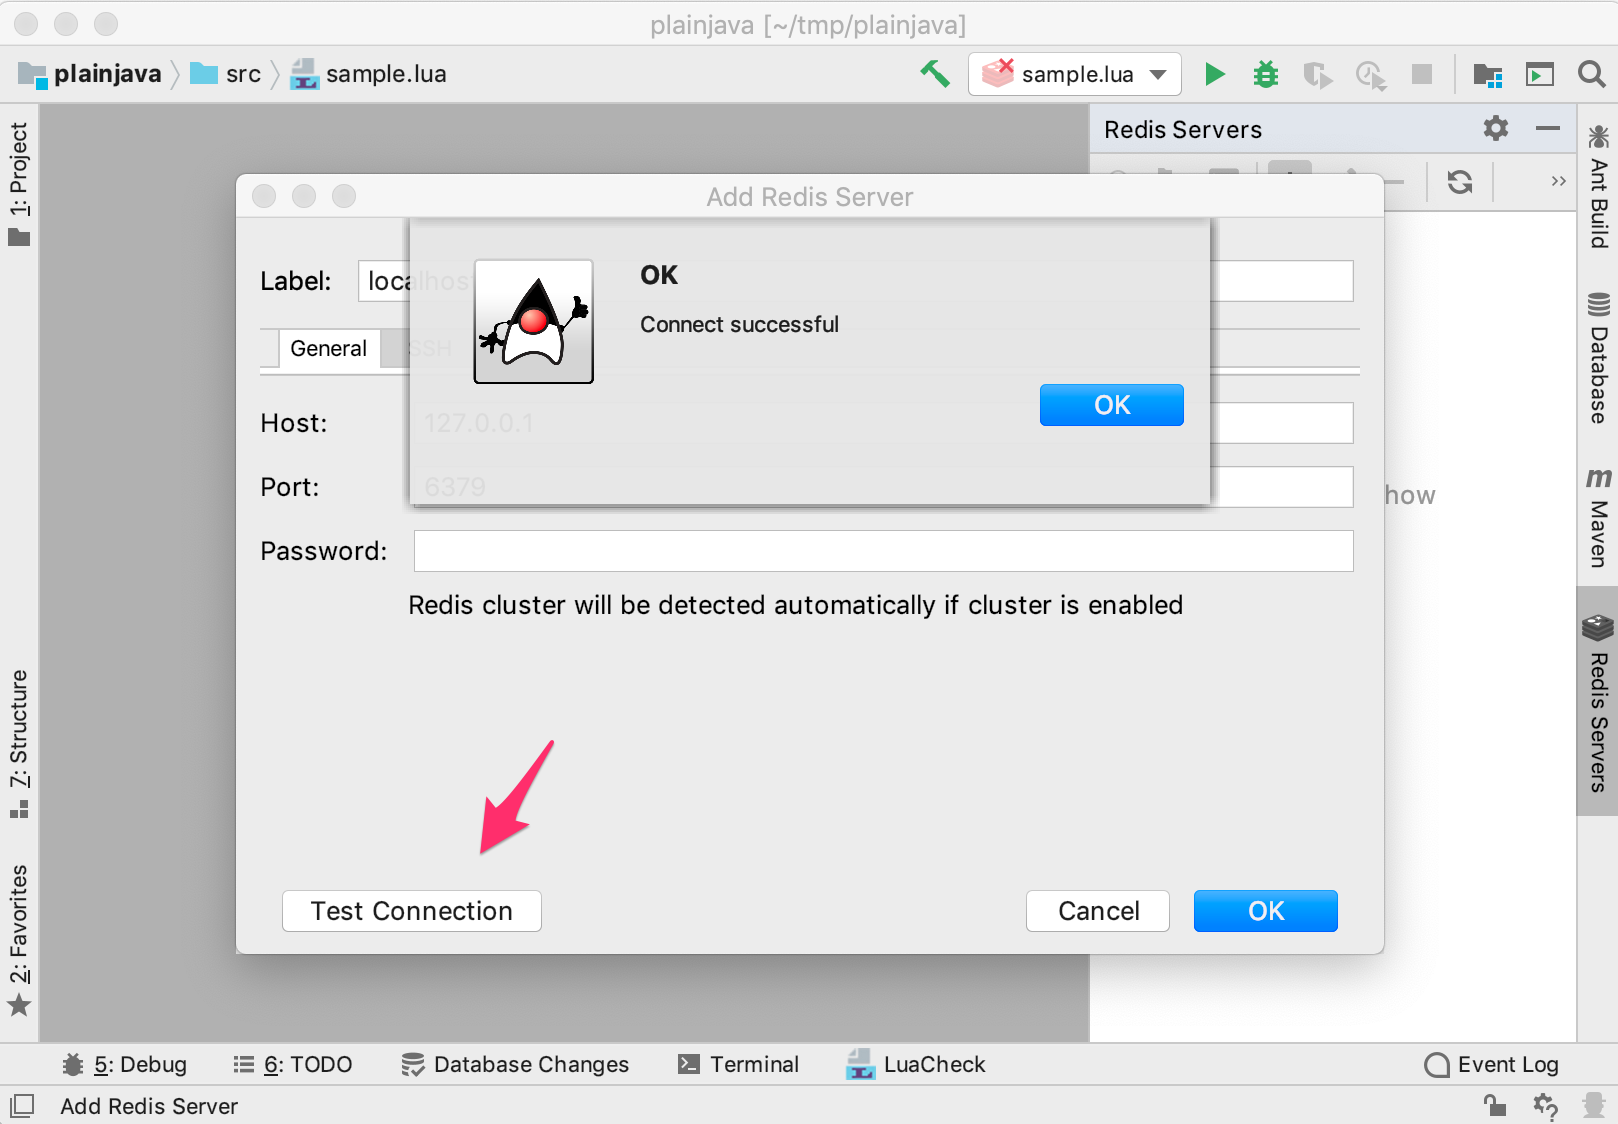 plainjava [~/tmp/plainjava]
plainjava src sample.lua
sample.lua
1: Project
7: Structure
2: Favorites
Redis Servers
Add Redis Server
OK
Connect successful
OK
Label: localhost
General SSH
Host: 127.0.0.1
Port: 6379
Password:
Redis cluster will be detected automatically if cluster is enabled
Test Connection Cancel OK
how
Ant Build
Database
m Maven
Redis Servers
5: Debug 6: TODO Database Changes Terminal LuaCheck Event Log
Add Redis Server